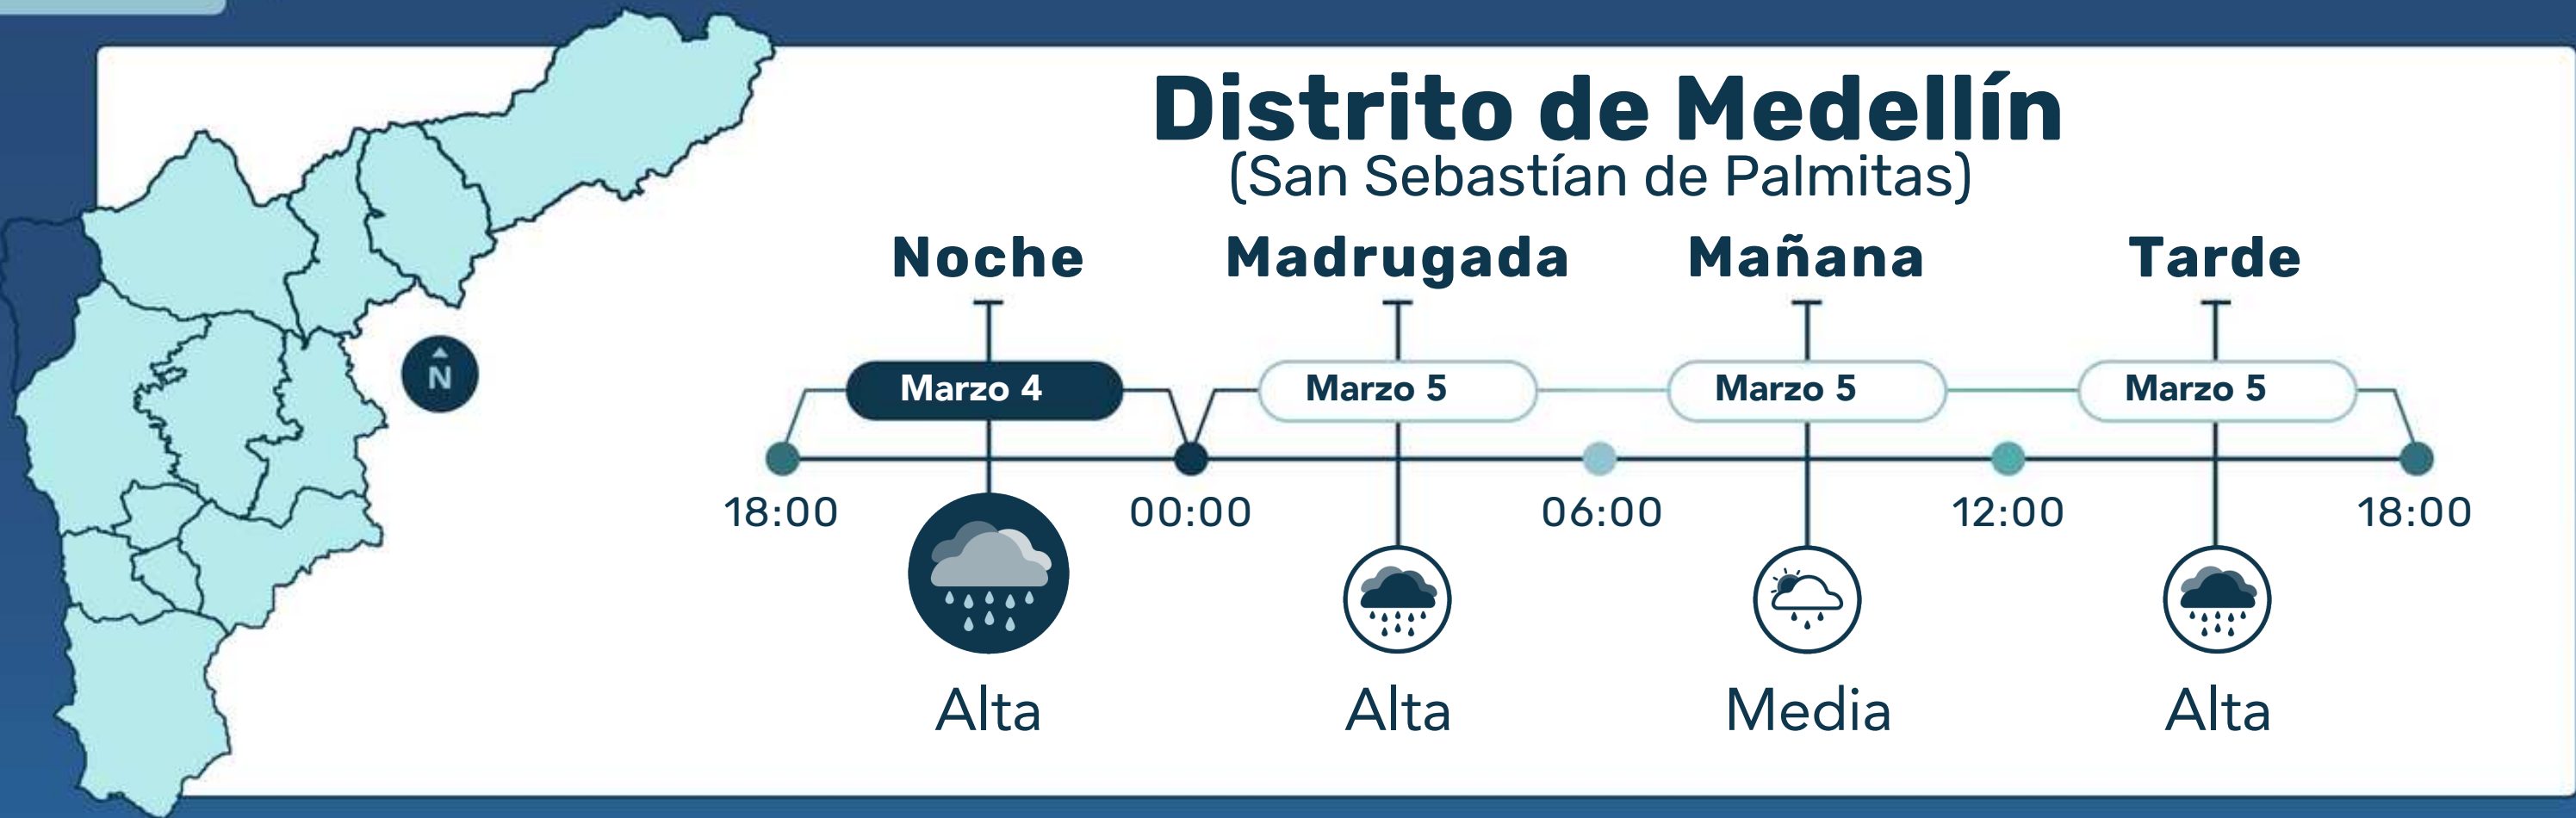 Distrito de Medellín
(San Sebastían de Palmitas)
Noche Madrugada Mañana Tarde
N
Marzo 4 Marzo 5 Marzo 5 Marzo 5
18:00 00:00 06:00 12:00 18:00
Alta Alta Media Alta